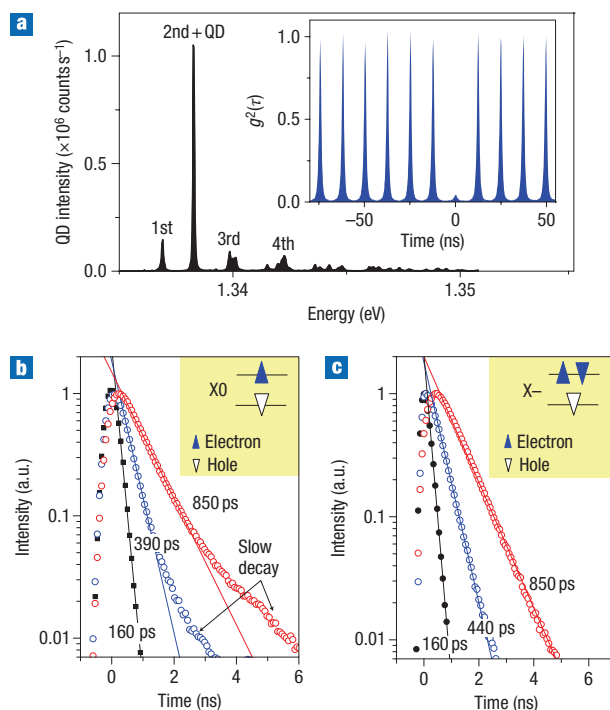 a
QD intensity (×10⁶ counts s⁻¹)
1.0
0.5
0.0
2nd + QD
1st
3rd
4th
1.34
1.35
Energy (eV)
g²(τ)
1.0
0.5
0.0
−50
0
50
Time (ns)
b
Intensity (a.u.)
1
0.1
0.01
X0
Electron
Hole
850 ps
390 ps
Slow
decay
160 ps
0
2
4
6
Time (ns)
c
Intensity (a.u.)
1
0.1
0.01
X−
Electron
Hole
850 ps
440 ps
160 ps
0
2
4
6
Time (ns)